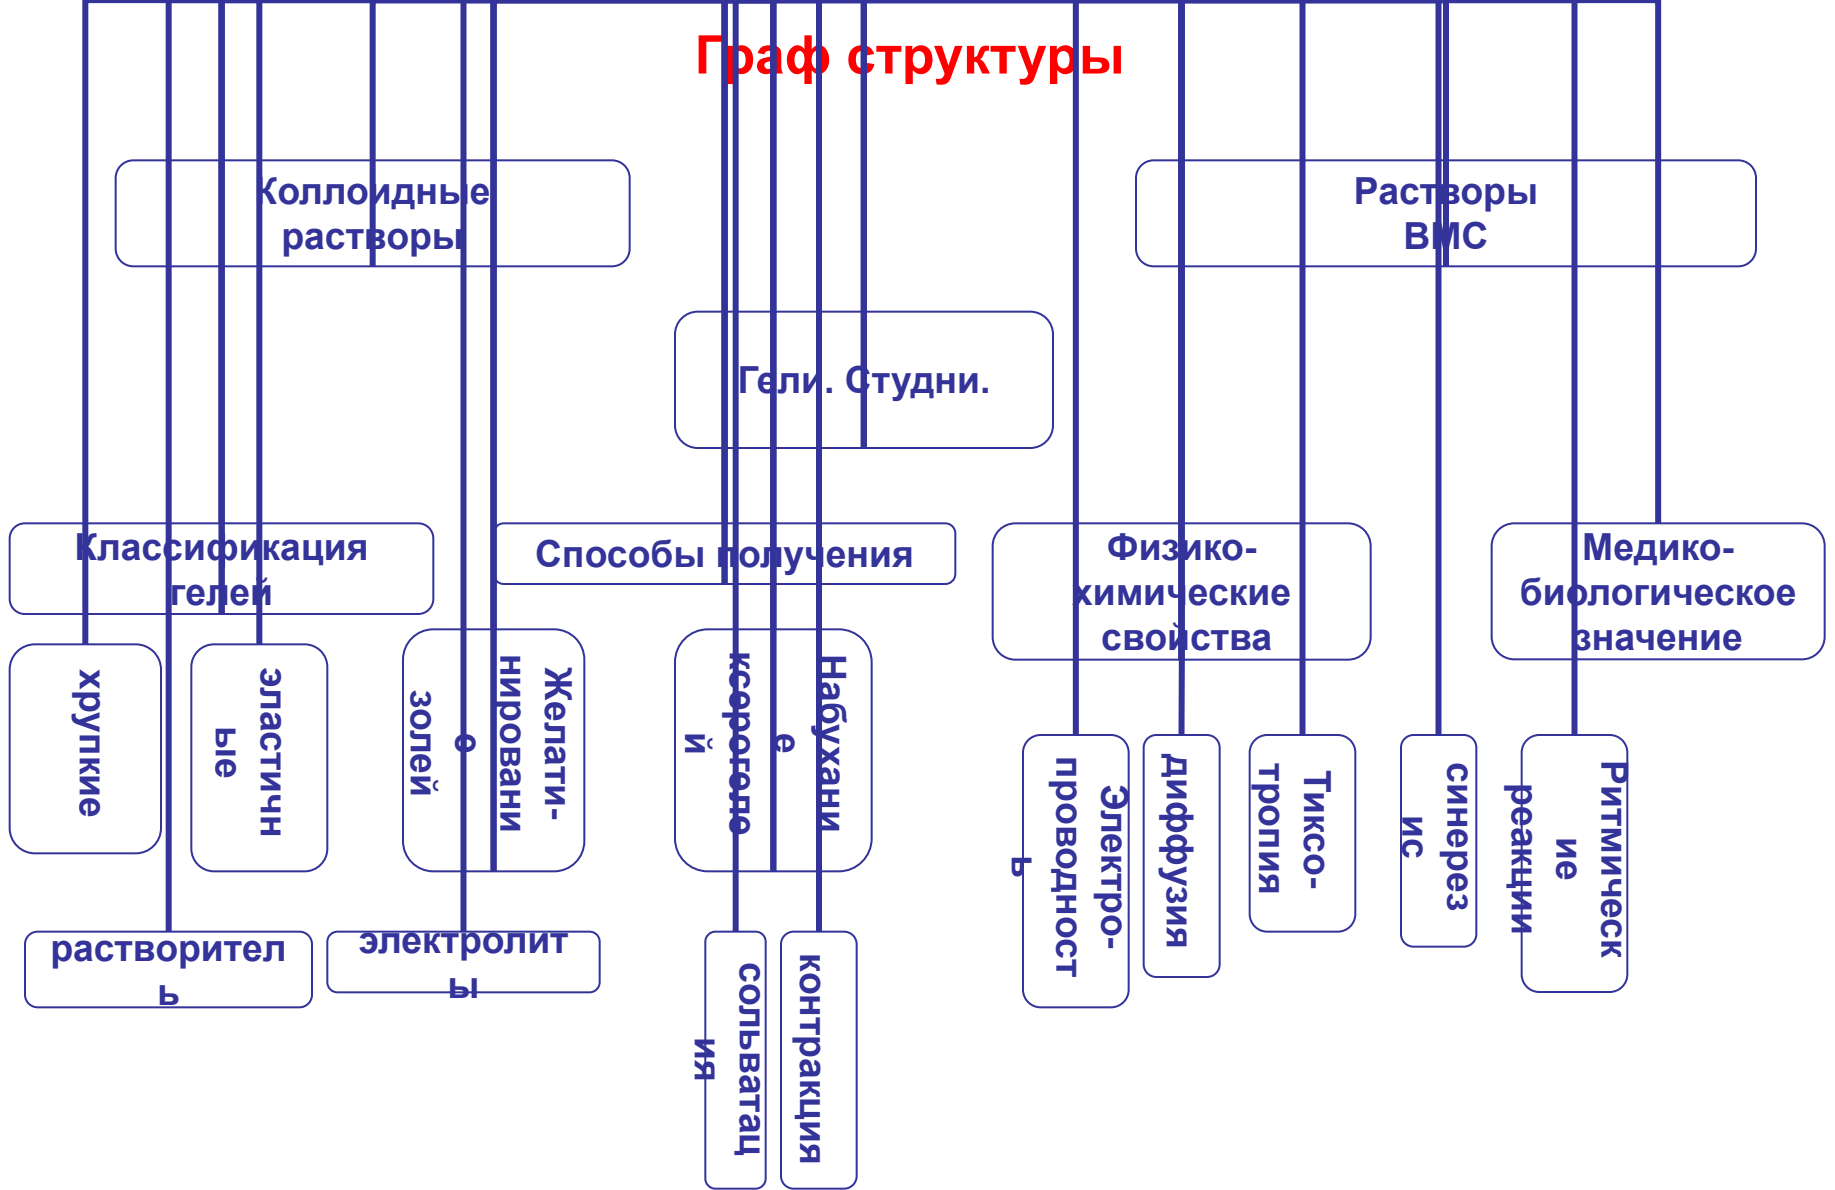 Граф структуры
Коллоидные
растворы
Растворы
ВМС
Гели. Студни.
Классификация
гелей
Способы получения
Физико-
химические
свойства
Медико-
биологическое
значение
хрупкие
эластичн
ые
Желати-
нировани
е
золей
Набухани
е
ксерогеле
й
Электро-
проводност
ь
диффузия
Тиксо-
тропия
синерез
ис
Ритмическ
ие
реакции
растворител
ь
электролит
ы
сольватац
ия
контракция